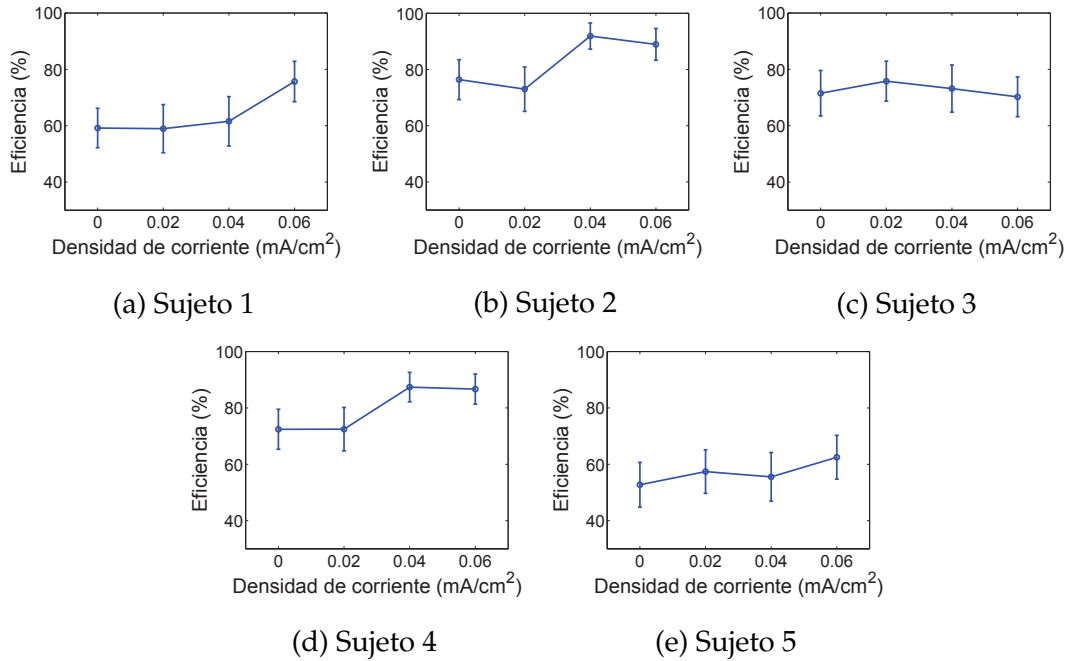 100
80
60
40
Eficiencia (%)
0 0.02 0.04 0.06
Densidad de corriente (mA/cm²)
(a) Sujeto 1
100
80
60
40
Eficiencia (%)
0 0.02 0.04 0.06
Densidad de corriente (mA/cm²)
(b) Sujeto 2
100
80
60
40
Eficiencia (%)
0 0.02 0.04 0.06
Densidad de corriente (mA/cm²)
(c) Sujeto 3
100
80
60
40
Eficiencia (%)
0 0.02 0.04 0.06
Densidad de corriente (mA/cm²)
(d) Sujeto 4
100
80
60
40
Eficiencia (%)
0 0.02 0.04 0.06
Densidad de corriente (mA/cm²)
(e) Sujeto 5